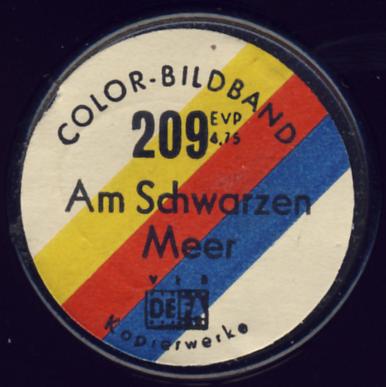 COLOR-BILDBAND
209 EVP 4,75
Am Schwarzen
Meer
VEB
DEFA
Kopierwerke